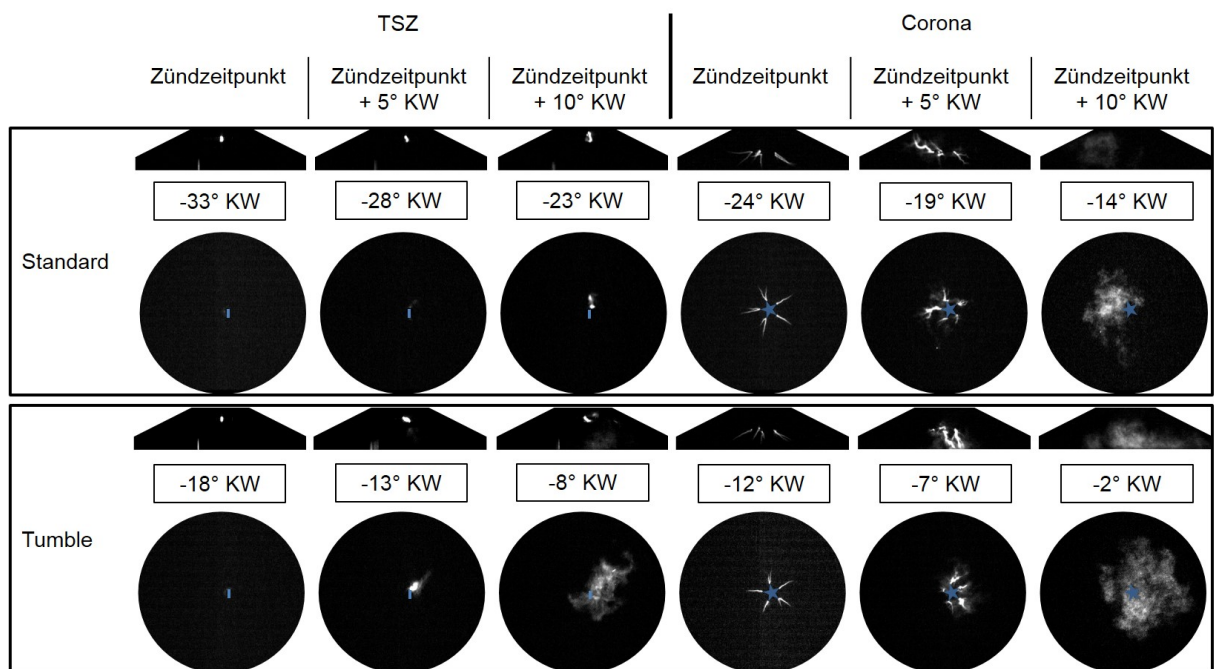 TSZ
Corona
Zündzeitpunkt
Zündzeitpunkt
+ 5° KW
Zündzeitpunkt
+ 10° KW
Zündzeitpunkt
Zündzeitpunkt
+ 5° KW
Zündzeitpunkt
+ 10° KW
Standard
-33° KW
-28° KW
-23° KW
-24° KW
-19° KW
-14° KW
Tumble
-18° KW
-13° KW
-8° KW
-12° KW
-7° KW
-2° KW